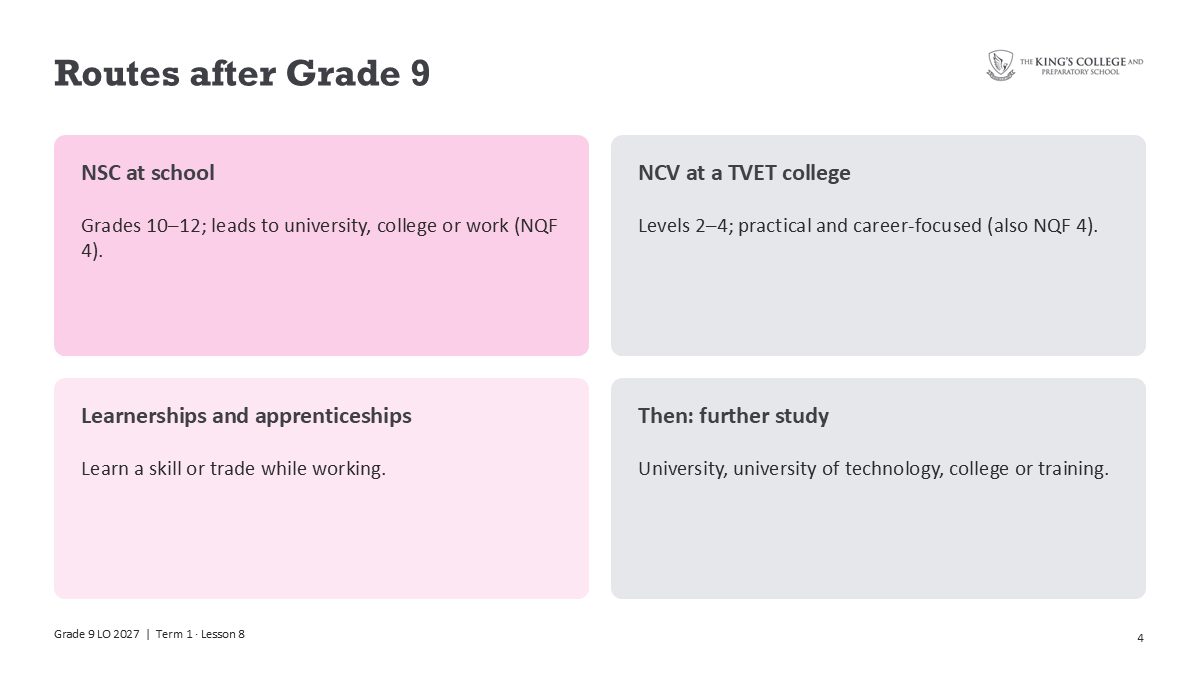 Routes after Grade 9
THE KING'S COLLEGE AND
PREPARATORY SCHOOL
NSC at school
Grades 10–12; leads to university, college or work (NQF
4).
NCV at a TVET college
Levels 2–4; practical and career-focused (also NQF 4).
Learnerships and apprenticeships
Learn a skill or trade while working.
Then: further study
University, university of technology, college or training.
Grade 9 LO 2027 | Term 1 · Lesson 8
4